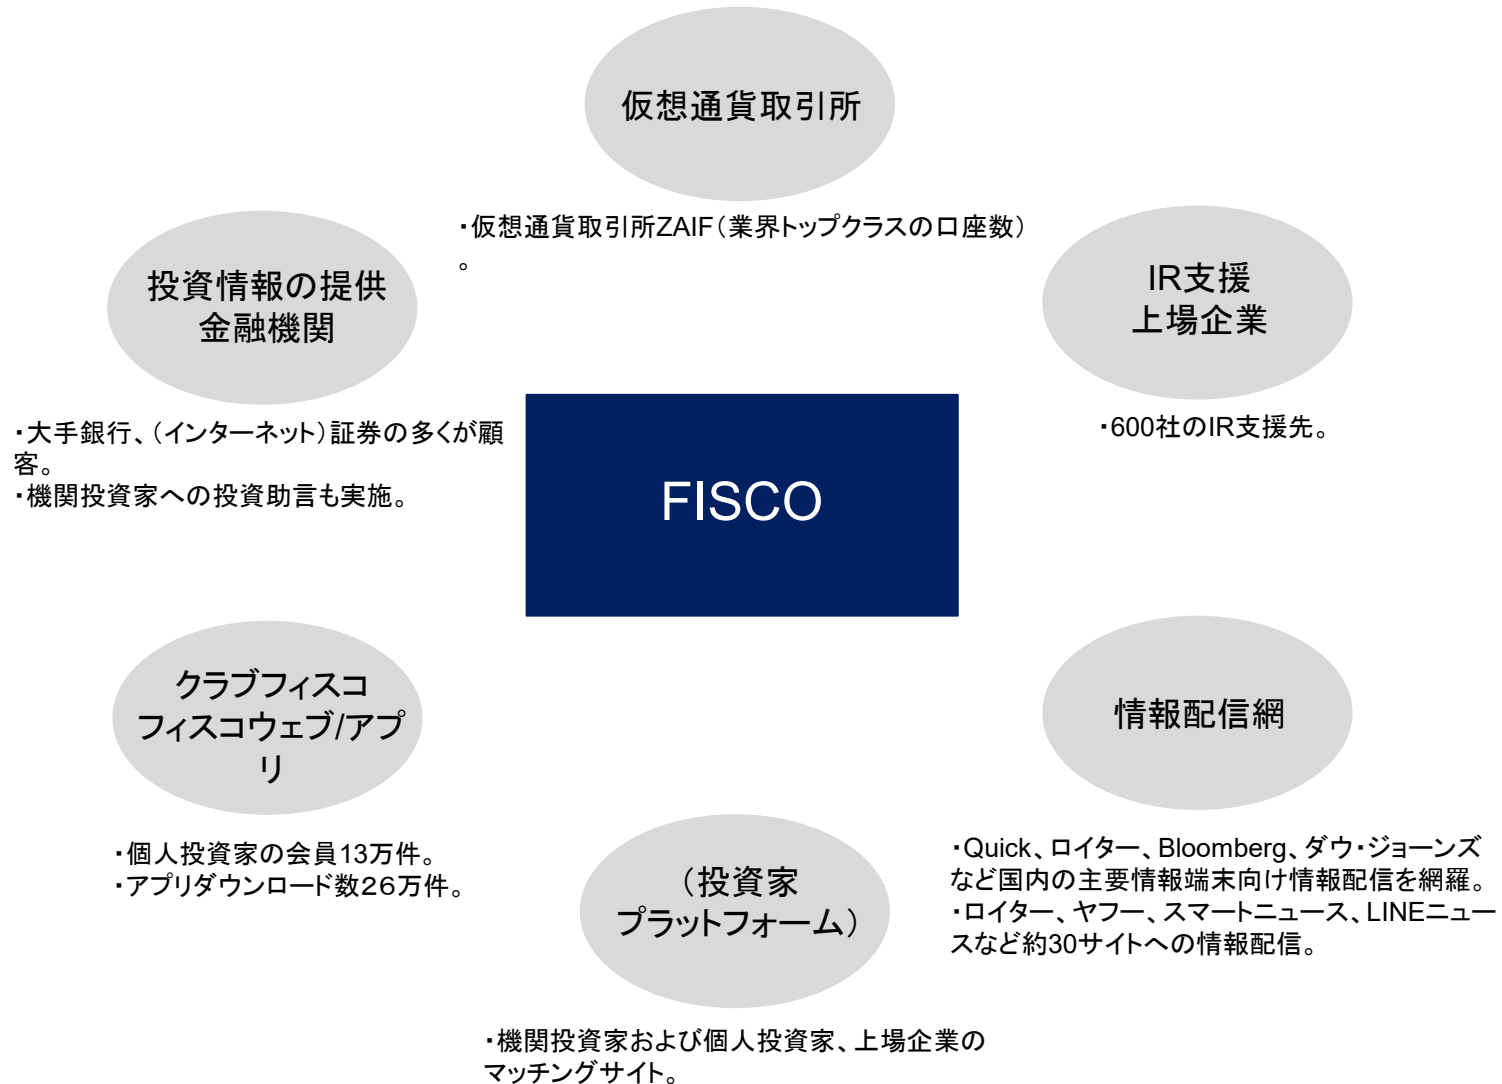 仮想通貨取引所
・仮想通貨取引所ZAIF（業界トップクラスの口座数）
。
投資情報の提供
金融機関
・大手銀行、（インターネット）証券の多くが顧
客。
・機関投資家への投資助言も実施。
IR支援
上場企業
・600社のIR支援先。
FISCO
クラブフィスコ
フィスコウェブ/アプ
リ
・個人投資家の会員13万件。
・アプリダウンロード数２６万件。
情報配信網
・Quick、ロイター、Bloomberg、ダウ・ジョーンズ
など国内の主要情報端末向け情報配信を網羅。
・ロイター、ヤフー、スマートニュース、LINEニュー
スなど約30サイトへの情報配信。
（投資家
プラットフォーム）
・機関投資家および個人投資家、上場企業の
マッチングサイト。